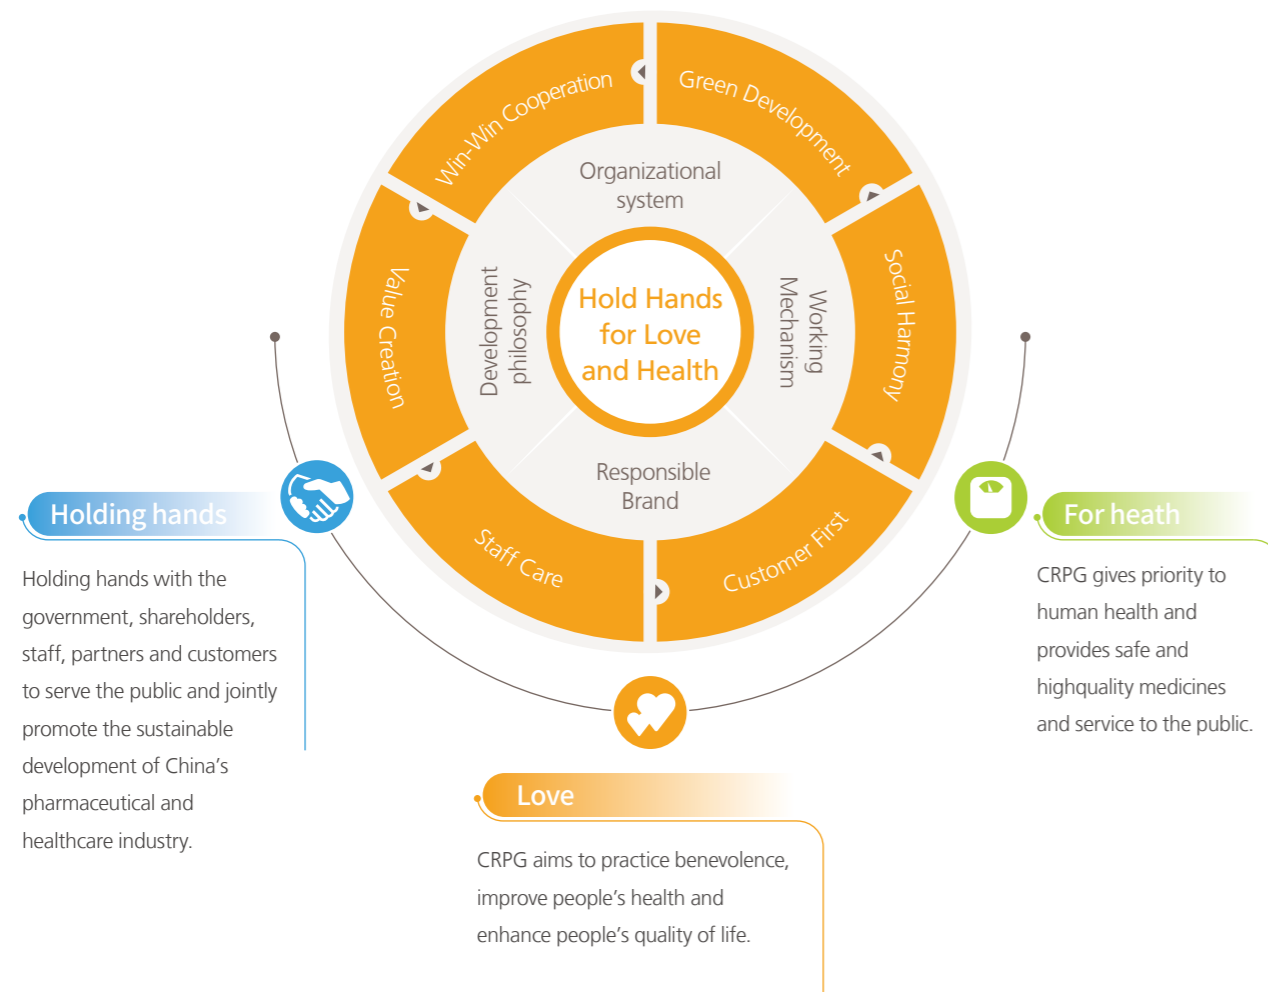 Win-Win Cooperation
Green Development
Organizational
system
Value Creation
Development
philosophy
Hold Hands
for Love
and Health
Working
Mechanism
Social Harmony
Responsible
Brand
Staff Care
Customer First
Holding hands
Holding hands with the
government, shareholders,
staff, partners and customers
to serve the public and jointly
promote the sustainable
development of China’s
pharmaceutical and
healthcare industry.
Love
CRPG aims to practice benevolence,
improve people’s health and
enhance people’s quality of life.
For heath
CRPG gives priority to
human health and
provides safe and
highquality medicines
and service to the public.